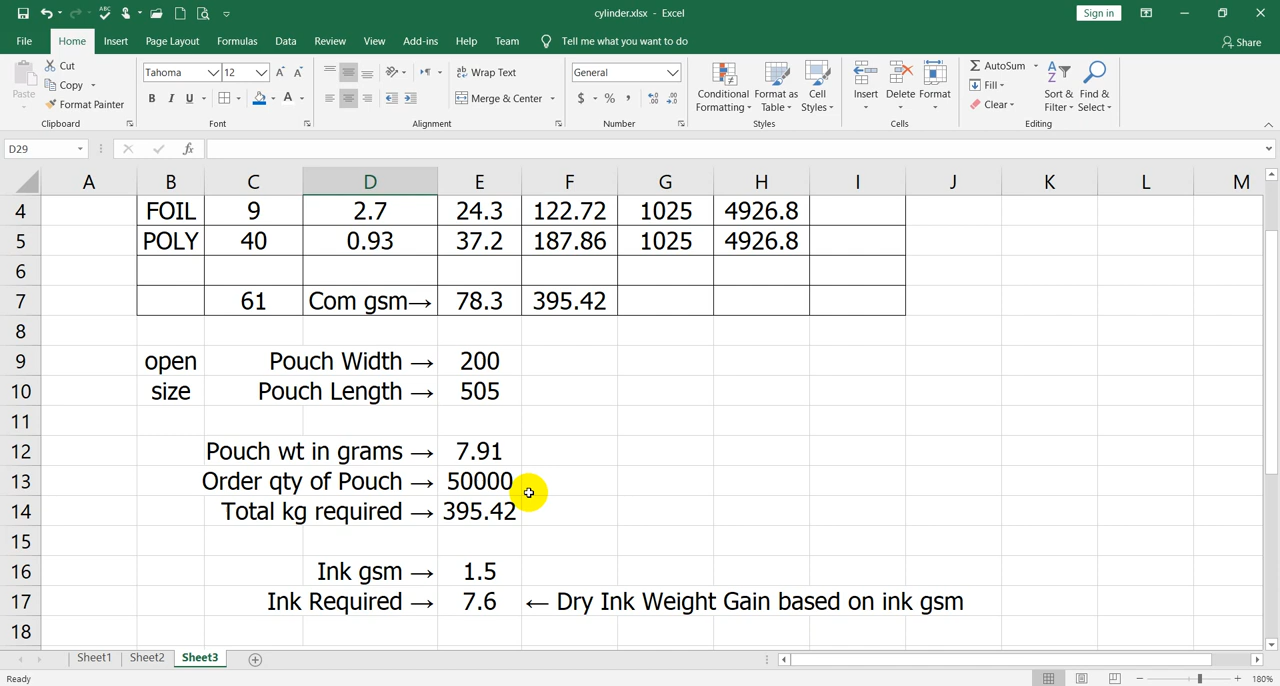 cylinder.xlsx - Excel
Sign in
File Home Insert Page Layout Formulas Data Review View Add-ins Help Team Tell me what you want to do Share
Paste Cut Copy Format Painter Clipboard
Tahoma 12 B I U A Font
Wrap Text Merge & Center Alignment
General $ % , Number
Conditional Formatting Format as Table Cell Styles Styles
Insert Delete Format Cells
AutoSum Fill Clear Sort & Filter Find & Select Editing
D29 fx
A B C D E F G H I J K L M
4 FOIL 9 2.7 24.3 122.72 1025 4926.8
5 POLY 40 0.93 37.2 187.86 1025 4926.8
6
7 61 Com gsm→ 78.3 395.42
8
9 open Pouch Width → 200
10 size Pouch Length → 505
11
12 Pouch wt in grams → 7.91
13 Order qty of Pouch → 50000
14 Total kg required → 395.42
15
16 Ink gsm → 1.5
17 Ink Required → 7.6 ← Dry Ink Weight Gain based on ink gsm
18
Sheet1 Sheet2 Sheet3
Ready 180%